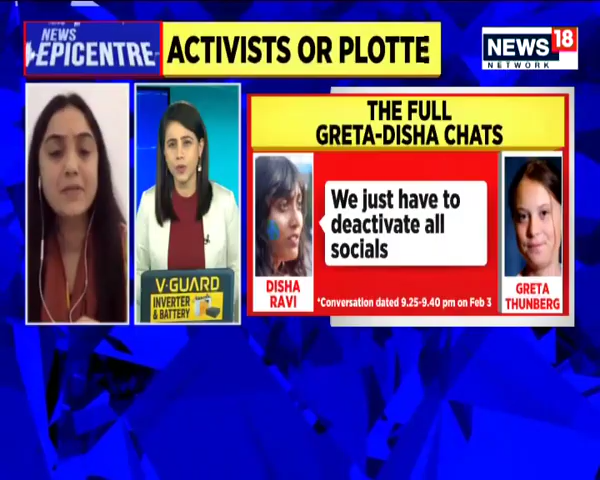 NEWS
EPICENTRE
ACTIVISTS OR PLOTTE
NEWS18
NETWORK
THE FULL
GRETA-DISHA CHATS
We just have to
deactivate all
socials
DISHA
RAVI
GRETA
THUNBERG
*Conversation dated 9.25-9.40 pm on Feb 3
V-GUARD
INVERTER
& BATTERY